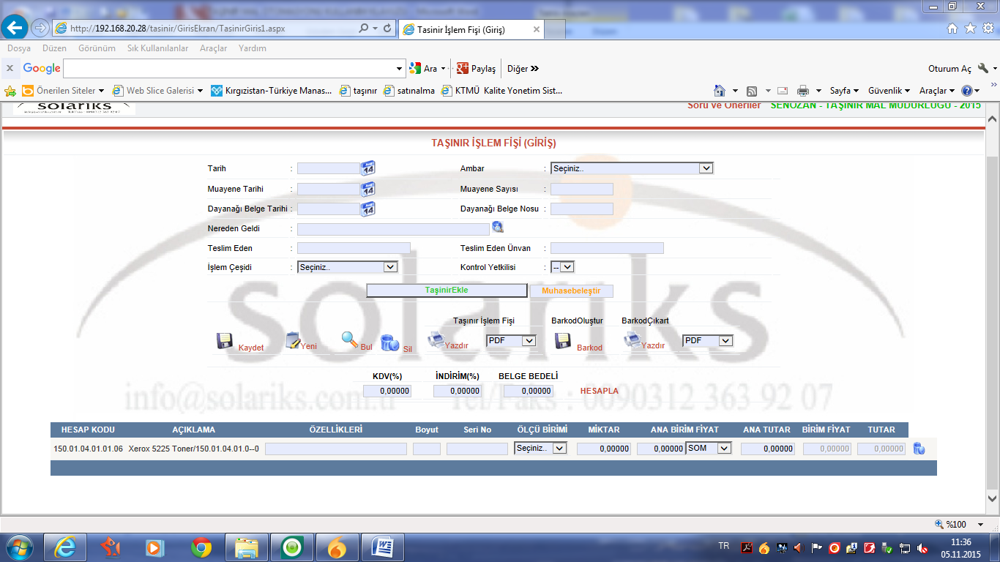 http://192.168.20.28/tasinir/GirisEkran/TasinirGiris1.aspx
Tasinir İşlem Fişi (Giriş)
Dosya Düzen Görünüm Sık Kullanılanlar Araçlar Yardım
x Google Ara Paylaş Diğer Oturum Aç
Önerilen Siteler Web Slice Galerisi Kırgızistan-Türkiye Manas... taşınır satınalma KTMÜ Kalite Yonetim Sist... Sayfa Güvenlik Araçlar
solariks Soru ve Öneriler SENOZAN - TAŞINIR MAL MÜDÜRLÜĞÜ - 2015
TAŞINIR İŞLEM FİŞİ (GİRİŞ)
Tarih : Ambar : Seçiniz..
Muayene Tarihi : Muayene Sayısı :
Dayanağı Belge Tarihi : Dayanağı Belge Nosu :
Nereden Geldi :
Teslim Eden : Teslim Eden Ünvan :
İşlem Çeşidi : Seçiniz.. Kontrol Yetkilisi : --
TaşinirEkle Muhasebeleştir
solariks
Taşınır İşlem Fişi BarkodOluştur BarkodÇıkart
Kaydet Yeni Bul Sil Yazdır PDF Barkod Yazdır PDF
KDV(%) İNDİRİM(%) BELGE BEDELİ
0,00000 0,00000 0,00000 HESAPLA
info@solariks.com.tr Tel/Faks : 0090312 363 92 07
HESAP KODU AÇIKLAMA ÖZELLİKLERİ Boyut Seri No ÖLÇÜ BİRİMİ MİKTAR ANA BİRİM FİYAT ANA TUTAR BİRİM FİYAT TUTAR
150.01.04.01.01.06 Xerox 5225 Toner/150.01.04.01.0--0 Seçiniz.. 0,00000 0,00000 SOM 0,00000 0,00000 0,00000
%100
TR 11:36
05.11.2015